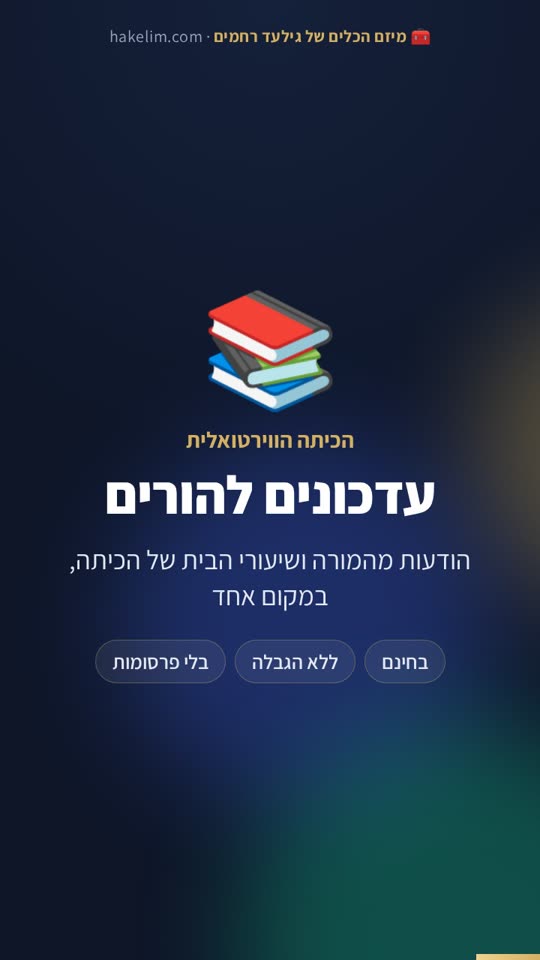 🧰 מיזם הכלים של גילעד רחמים · hakelim.com
הכיתה הווירטואלית
עדכונים להורים
הודעות מהמורה ושיעורי הבית של הכיתה,
במקום אחד
בחינם
ללא הגבלה
בלי פרסומות